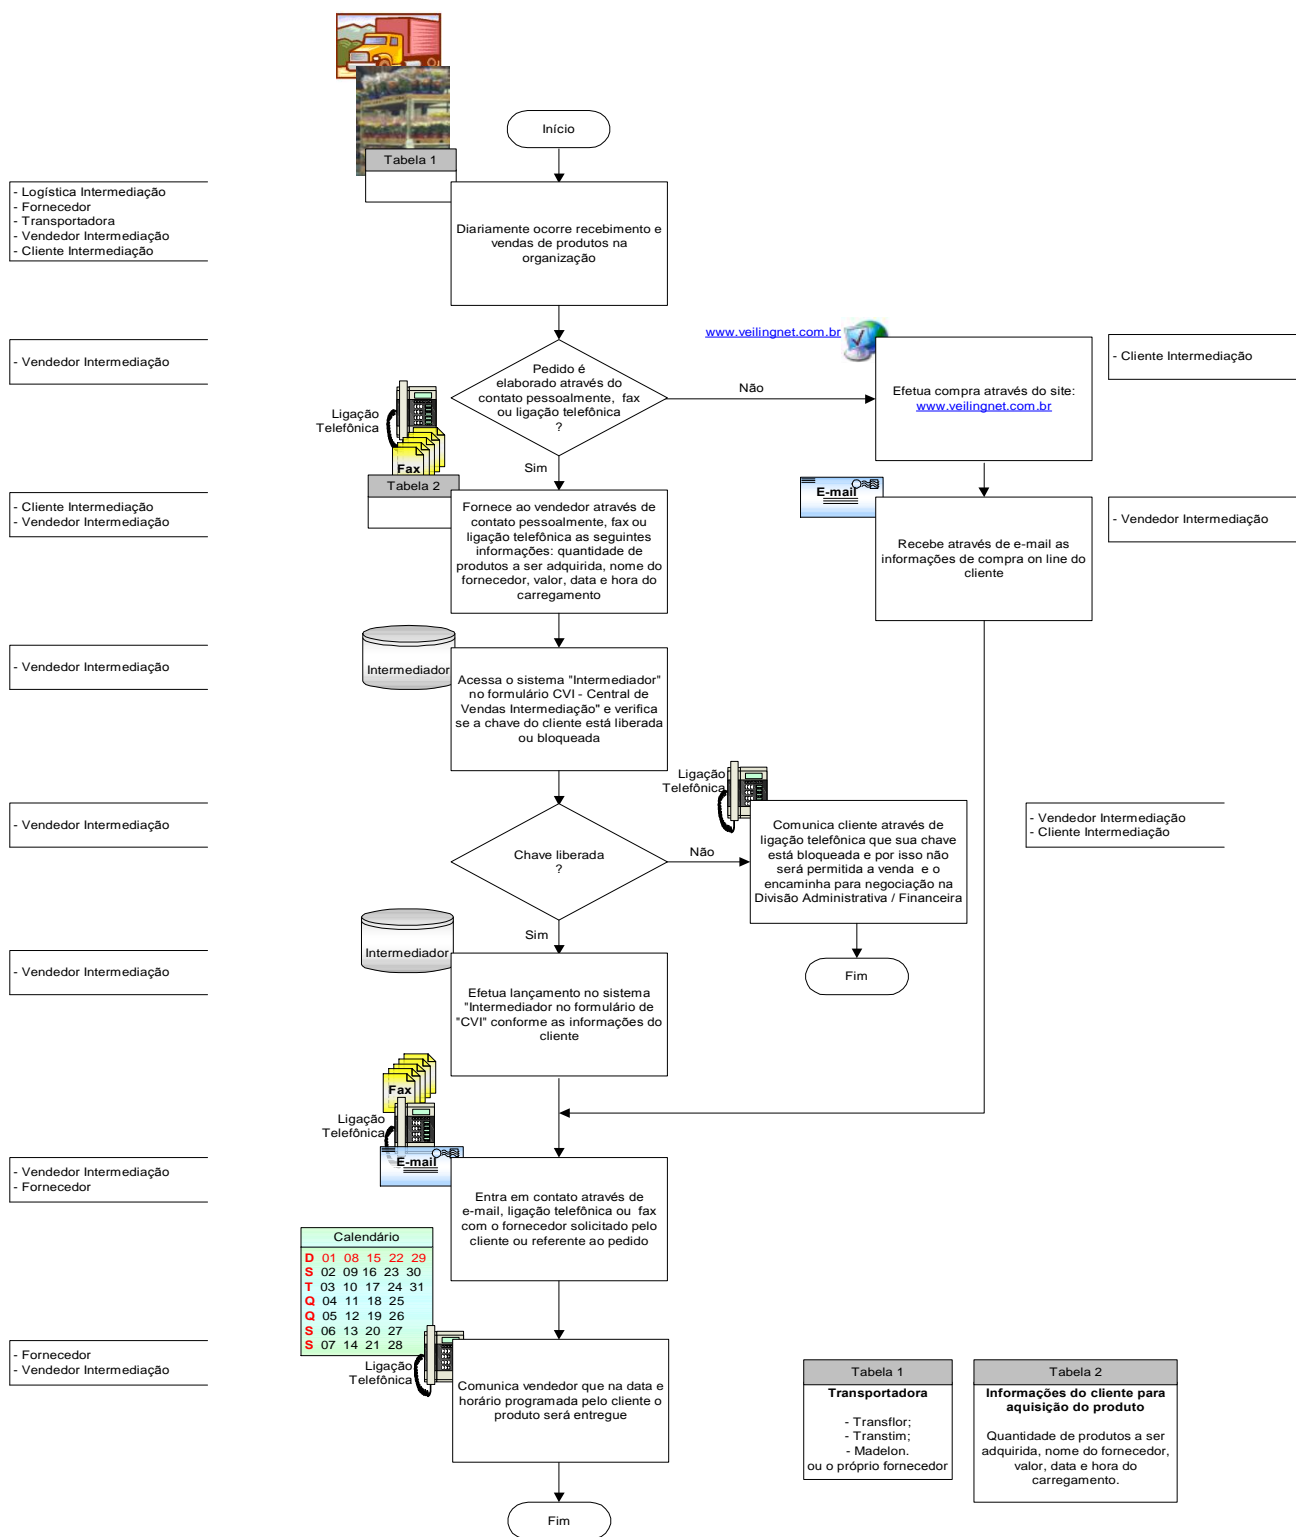 Início
Tabela 1
- Logística Intermediação
- Fornecedor
- Transportadora
- Vendedor Intermediação
- Cliente Intermediação
Diariamente ocorre recebimento e
vendas de produtos na
organização
www.veilingnet.com.br
- Vendedor Intermediação
Pedido é
elaborado através do
contato pessoalmente, fax
ou ligação telefônica
?
Não
Efetua compra através do site:
www.veilingnet.com.br
- Cliente Intermediação
Ligação
Telefônica
Fax
Sim
Tabela 2
- Cliente Intermediação
- Vendedor Intermediação
Fornece ao vendedor através de
contato pessoalmente, fax ou
ligação telefônica as seguintes
informações: quantidade de
produtos a ser adquirida, nome do
fornecedor, valor, data e hora do
carregamento
E-mail
Recebe através de e-mail as
informações de compra on line do
cliente
- Vendedor Intermediação
- Vendedor Intermediação
Intermediador
Acessa o sistema "Intermediador"
no formulário CVI - Central de
Vendas Intermediação" e verifica
se a chave do cliente está liberada
ou bloqueada
Ligação
Telefônica
- Vendedor Intermediação
Chave liberada
?
Não
Comunica cliente através de
ligação telefônica que sua chave
está bloqueada e por isso não
será permitida a venda e o
encaminha para negociação na
Divisão Administrativa / Financeira
- Vendedor Intermediação
- Cliente Intermediação
Sim
Fim
- Vendedor Intermediação
Intermediador
Efetua lançamento no sistema
"Intermediador no formulário de
"CVI" conforme as informações do
cliente
Fax
Ligação
Telefônica
E-mail
- Vendedor Intermediação
- Fornecedor
Entra em contato através de
e-mail, ligação telefônica ou fax
com o fornecedor solicitado pelo
cliente ou referente ao pedido
Calendário
D 01 08 15 22 29
S 02 09 16 23 30
T 03 10 17 24 31
Q 04 11 18 25
Q 05 12 19 26
S 06 13 20 27
S 07 14 21 28
Ligação
Telefônica
- Fornecedor
- Vendedor Intermediação
Comunica vendedor que na data e
horário programada pelo cliente o
produto será entregue
Fim
Tabela 1
Transportadora
- Transflor;
- Transtim;
- Madelon.
ou o próprio fornecedor
Tabela 2
Informações do cliente para
aquisição do produto
Quantidade de produtos a ser
adquirida, nome do fornecedor,
valor, data e hora do
carregamento.